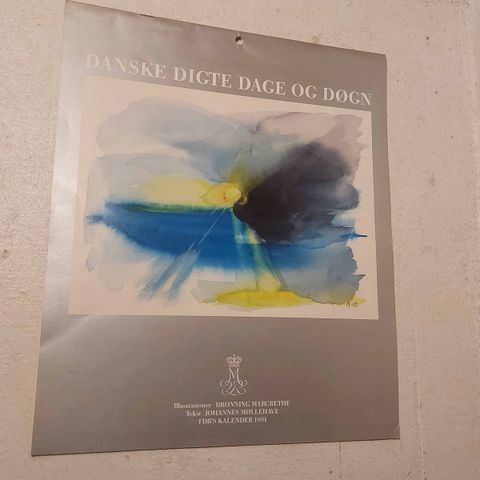 DANSKE DIGTE DAGE OG DØGN
Illustrationer DRONNING MARGRETHE
Tekst JOHANNES MØLLEHAVE
FDB'S KALENDER 1991